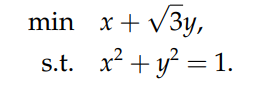 min x + √3y,
s.t. x² + y² = 1.